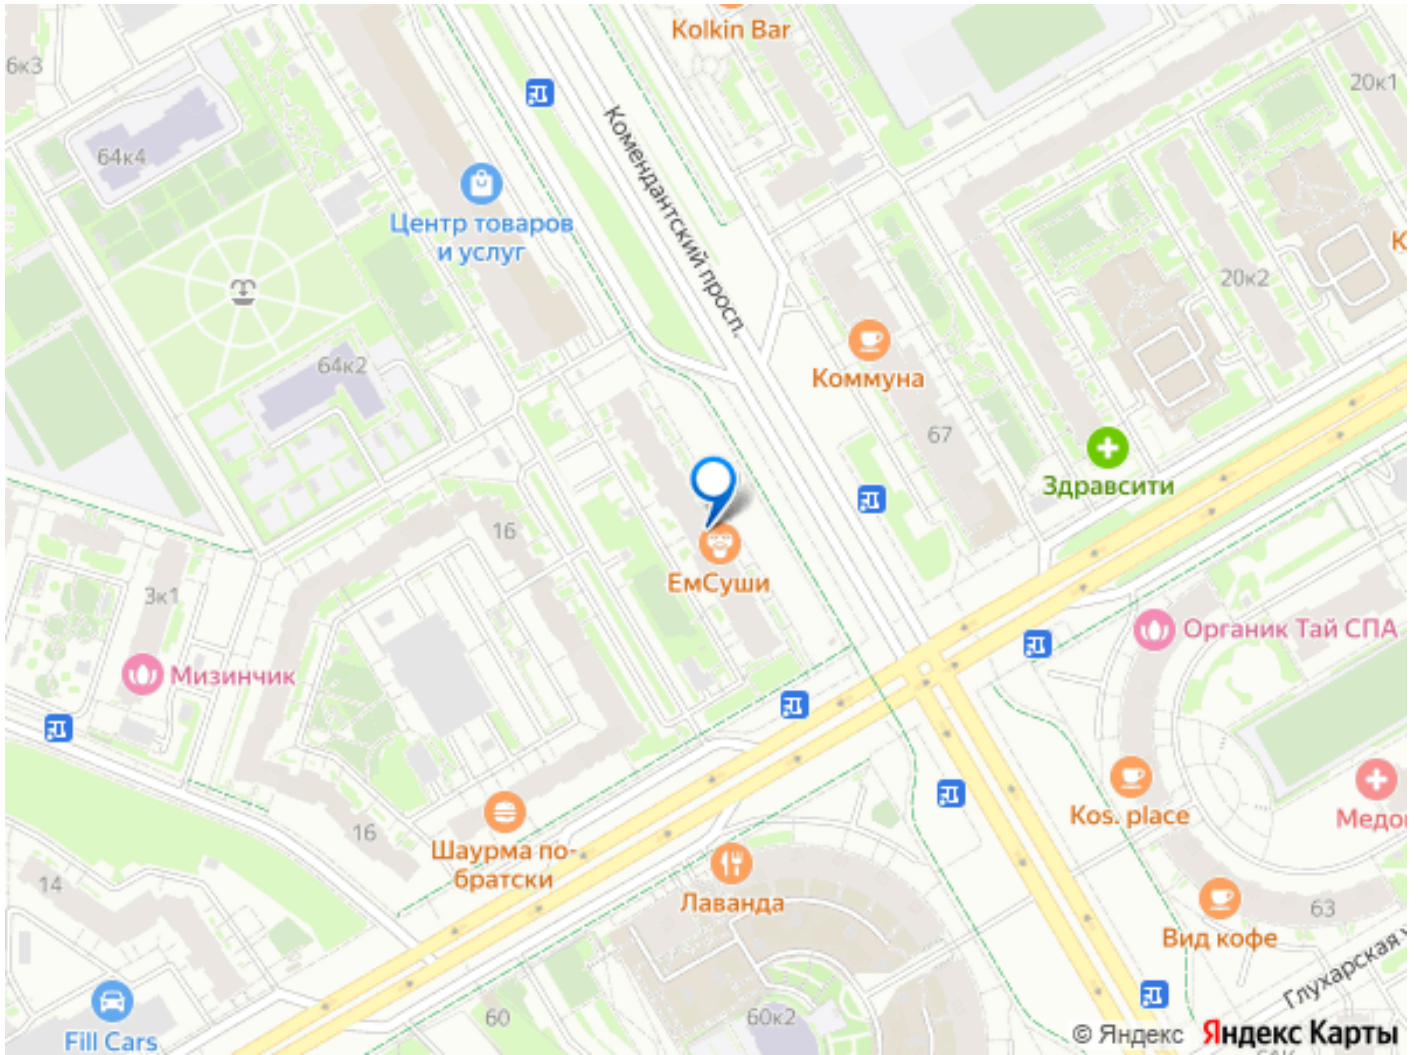 Kolkin Bar
6к3
20к1
64к4
Комендантский просп.
Центр товаров
и услуг
К
20к2
64к2
Коммуна
67
Здравсити
16
ЕмСуши
3к1
Органик Тай СПА
Мизинчик
Kos. place
Медо
16
Шаурма по-
братски
14
Лаванда
63
Вид кофе
Глухарская у
60
60к2
Fill Cars
© Яндекс Яндекс Карты